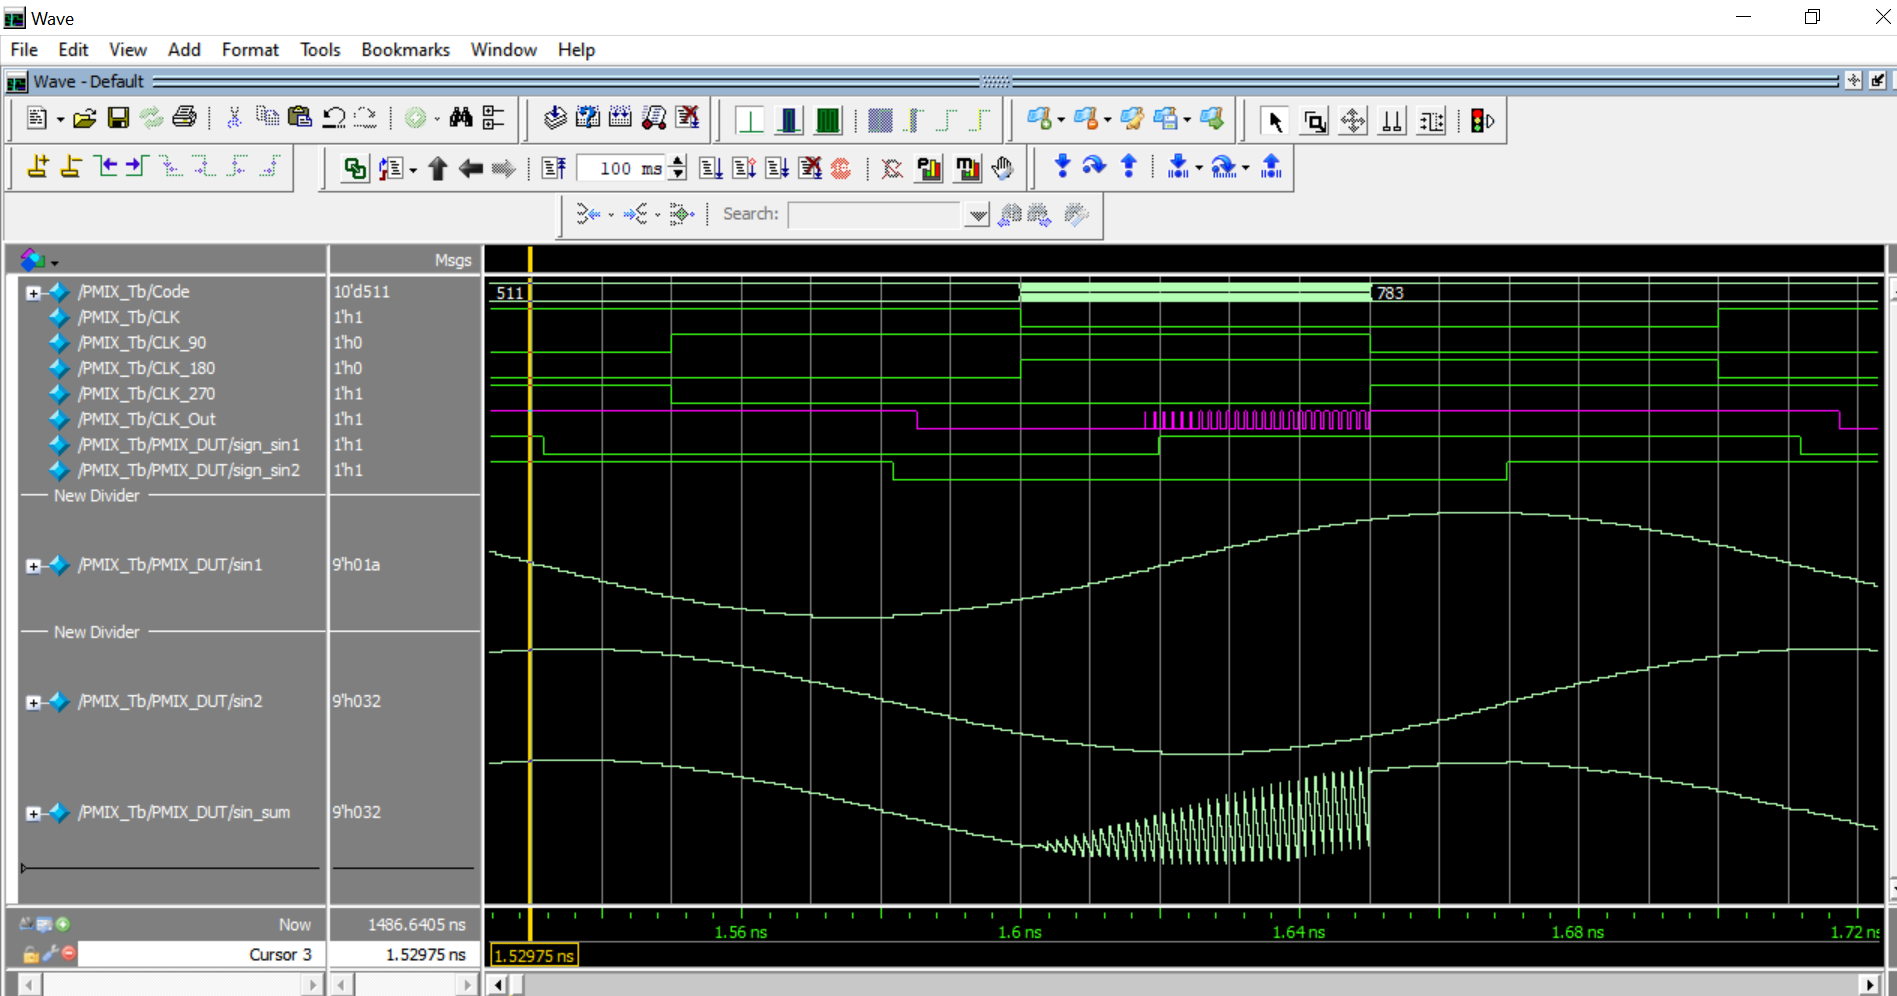 Wave
File Edit View Add Format Tools Bookmarks Window Help
Wave - Default
100 ms
Search:
Msgs
/PMIX_Tb/Code 10'd511 511 783
/PMIX_Tb/CLK 1'h1
/PMIX_Tb/CLK_90 1'h0
/PMIX_Tb/CLK_180 1'h0
/PMIX_Tb/CLK_270 1'h1
/PMIX_Tb/CLK_Out 1'h1
/PMIX_Tb/PMIX_DUT/sign_sin1 1'h1
/PMIX_Tb/PMIX_DUT/sign_sin2 1'h1
New Divider
/PMIX_Tb/PMIX_DUT/sin1 9'h01a
New Divider
/PMIX_Tb/PMIX_DUT/sin2 9'h032
/PMIX_Tb/PMIX_DUT/sin_sum 9'h032
Now 1486.6405 ns 1.56 ns 1.6 ns 1.64 ns 1.68 ns 1.72 ns
Cursor 3 1.52975 ns 1.52975 ns